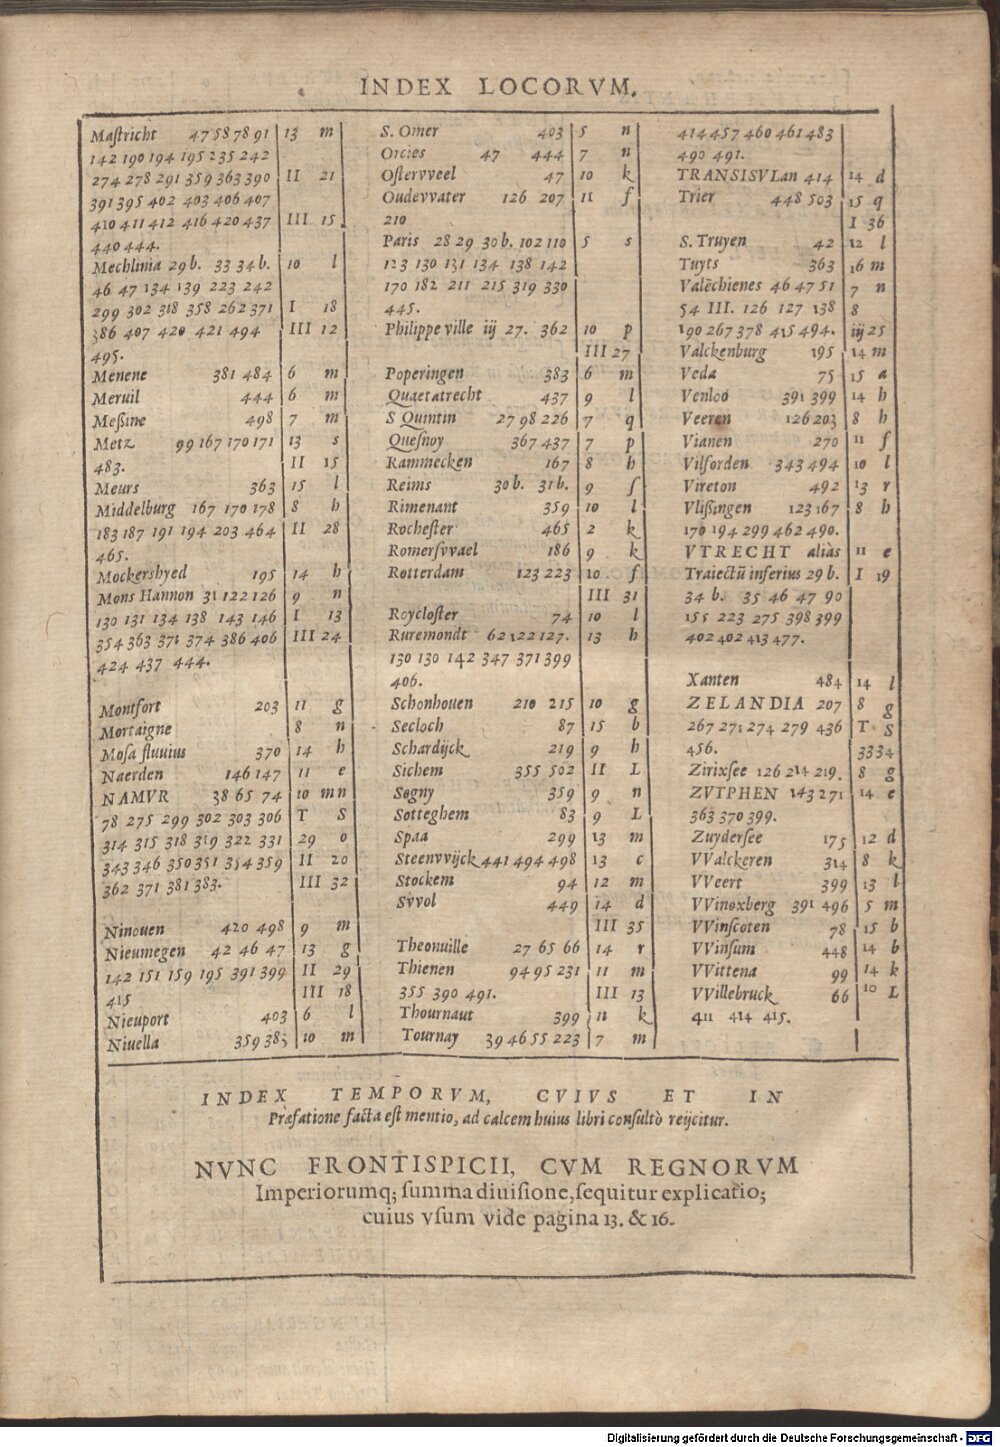 INDEX LOCORVM.
Maſtricht 47 58 78 91 13 m
142 190 194 195 235 242
274 278 291 359 363 390 II 21
391 395 402 403 406 407
410 411 412 416 420 437 III 15
440 444.
Mechlinia 29 b. 33 34 b. 10 l
46 47 134 139 223 242
299 302 318 358 262 371 I 18
386 407 420 421 494 III 12
495.
Menene 381 484 6 m
Meruil 444 6 m
Meßine 498 7 m
Metz 99 167 170 171 13 s
483. II 15
Meurs 363 15 l
Middelburg 167 170 178 8 h
183 187 191 194 203 464 II 28
465.
Mockershyed 195 14 h
Mons Hannon 31 122 126 9 n
130 131 134 138 143 146 I 13
354 363 371 374 386 406 III 24
424 437 444.
Montfort 203 11 g
Mortaigne 8 n
Moſa fluuius 370 14 h
Naerden 146 147 11 e
NAMVR 38 65 74 10 mn
78 275 299 302 303 306 T S
314 315 318 319 322 331 29 o
343 346 350 351 354 359 II 20
362 371 381 383. III 32
Ninouen 420 498 9 m
Nieumegen 42 46 47 13 g
142 151 159 195 391 399 II 29
415 III 18
Nieuport 403 6 l
Niuella 359 383 10 m
S. Omer 403 5 n
Orcies 47 444 7 n
Oſtervveel 47 10 k
Oudevvater 126 207 11 f
210
Paris 28 29 30 b. 102 110 5 s
123 130 131 134 138 142
170 182 211 215 319 330
445.
Philippe ville iij 27. 362 10 p
III 27
Poperingen 383 6 m
Quaetatrecht 437 9 l
S Quintin 27 98 226 7 q
Queſnoy 367 437 7 p
Rammecken 167 8 h
Reims 30 b. 31 b. 9 ſ
Rimenant 359 10 l
Rocheſter 465 2 k
Romerſvvael 186 9 k
Rotterdam 123 223 10 f
III 31
Roycloſter 74 10 l
Ruremondt 62 122 127. 13 h
130 130 142 347 371 399
406.
Schonhouen 210 215 10 g
Secloch 87 15 b
Schardijck 219 9 h
Sichem 355 502 II L
Sogny 359 9 n
Sotteghem 83 9 L
Spaa 299 13 m
Steenvvijck 441 494 498 13 c
Stockem 94 12 m
Svvol 449 14 d
III 35
Theonuille 27 65 66 14 r
Thienen 94 95 231 11 m
355 390 491. III 13
Thournaut 399 11 k
Tournay 39 46 55 223 7 m
414 457 460 461 483
490 491.
TRANSISVLan 414 14 d
Trier 448 503 15 q
I 36
S. Truyen 42 12 l
Tuyts 363 16 m
Valēchienes 46 47 51 7 n
54 III. 126 127 138 8
190 267 378 415 494. iij 25
Valckenburg 195 14 m
Veda 75 15 a
Venloo 391 399 14 h
Veeren 126 203 8 h
Vianen 270 11 f
Vilforden 343 494 10 l
Vireton 492 13 r
Vlißingen 123 167 8 h
170 194 299 462 490.
VTRECHT aliàs 11 e
Traiectū inferius 29 b. I 19
34 b. 35 46 47 90
155 223 275 398 399
402 402 413 477.
Xanten 484 14 l
ZELANDIA 207 8 g
267 271 274 279 436 T S
456. 33 34
Zirixſee 126 214 219. 8 g
ZVTPHEN 143 271 14 e
363 370 399.
Zuyderſee 175 12 d
VValckeren 314 8 k
VVeert 399 13 l
VVinoxberg 391 496 5 m
VVinſcoten 78 15 b
VVinſum 448 14 b
VVittena 99 14 k
VVillebruck 66 10 L
411 414 415.
INDEX TEMPORVM, CVIVS ET IN
Præfatione facta eſt mentio, ad calcem huius libri conſultò reijcitur.
NVNC FRONTISPICII, CVM REGNORVM
Imperiorumq; ſumma diuiſione, ſequitur explicatio;
cuius vſum vide pagina 13. & 16.
Digitalisierung gefördert durch die Deutsche Forschungsgemeinschaft - DFG